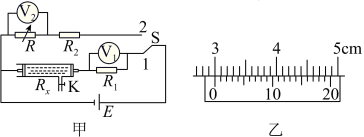 V₂
R R₂ 2 S
V₁
1
Rₓ K R₁
E
甲
3 4 5cm
0 10 20
乙